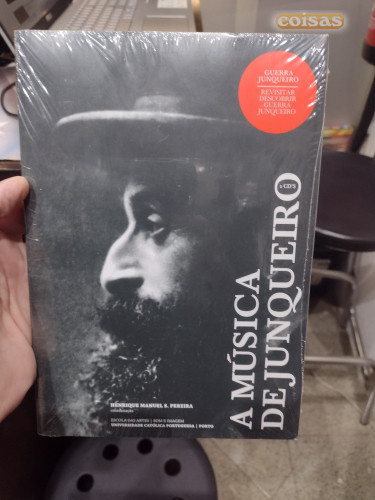 coisas
GUERRA
JUNQUEIRO
REVISITAR
DESCOBRIR
GUERRA
JUNQUEIRO
2 CD'S
A MÚSICA
DE JUNQUEIRO
HENRIQUE MANUEL S. PEREIRA
coordenação
ESCOLA DAS ARTES | SOM E IMAGEM
UNIVERSIDADE CATÓLICA PORTUGUESA | PORTO